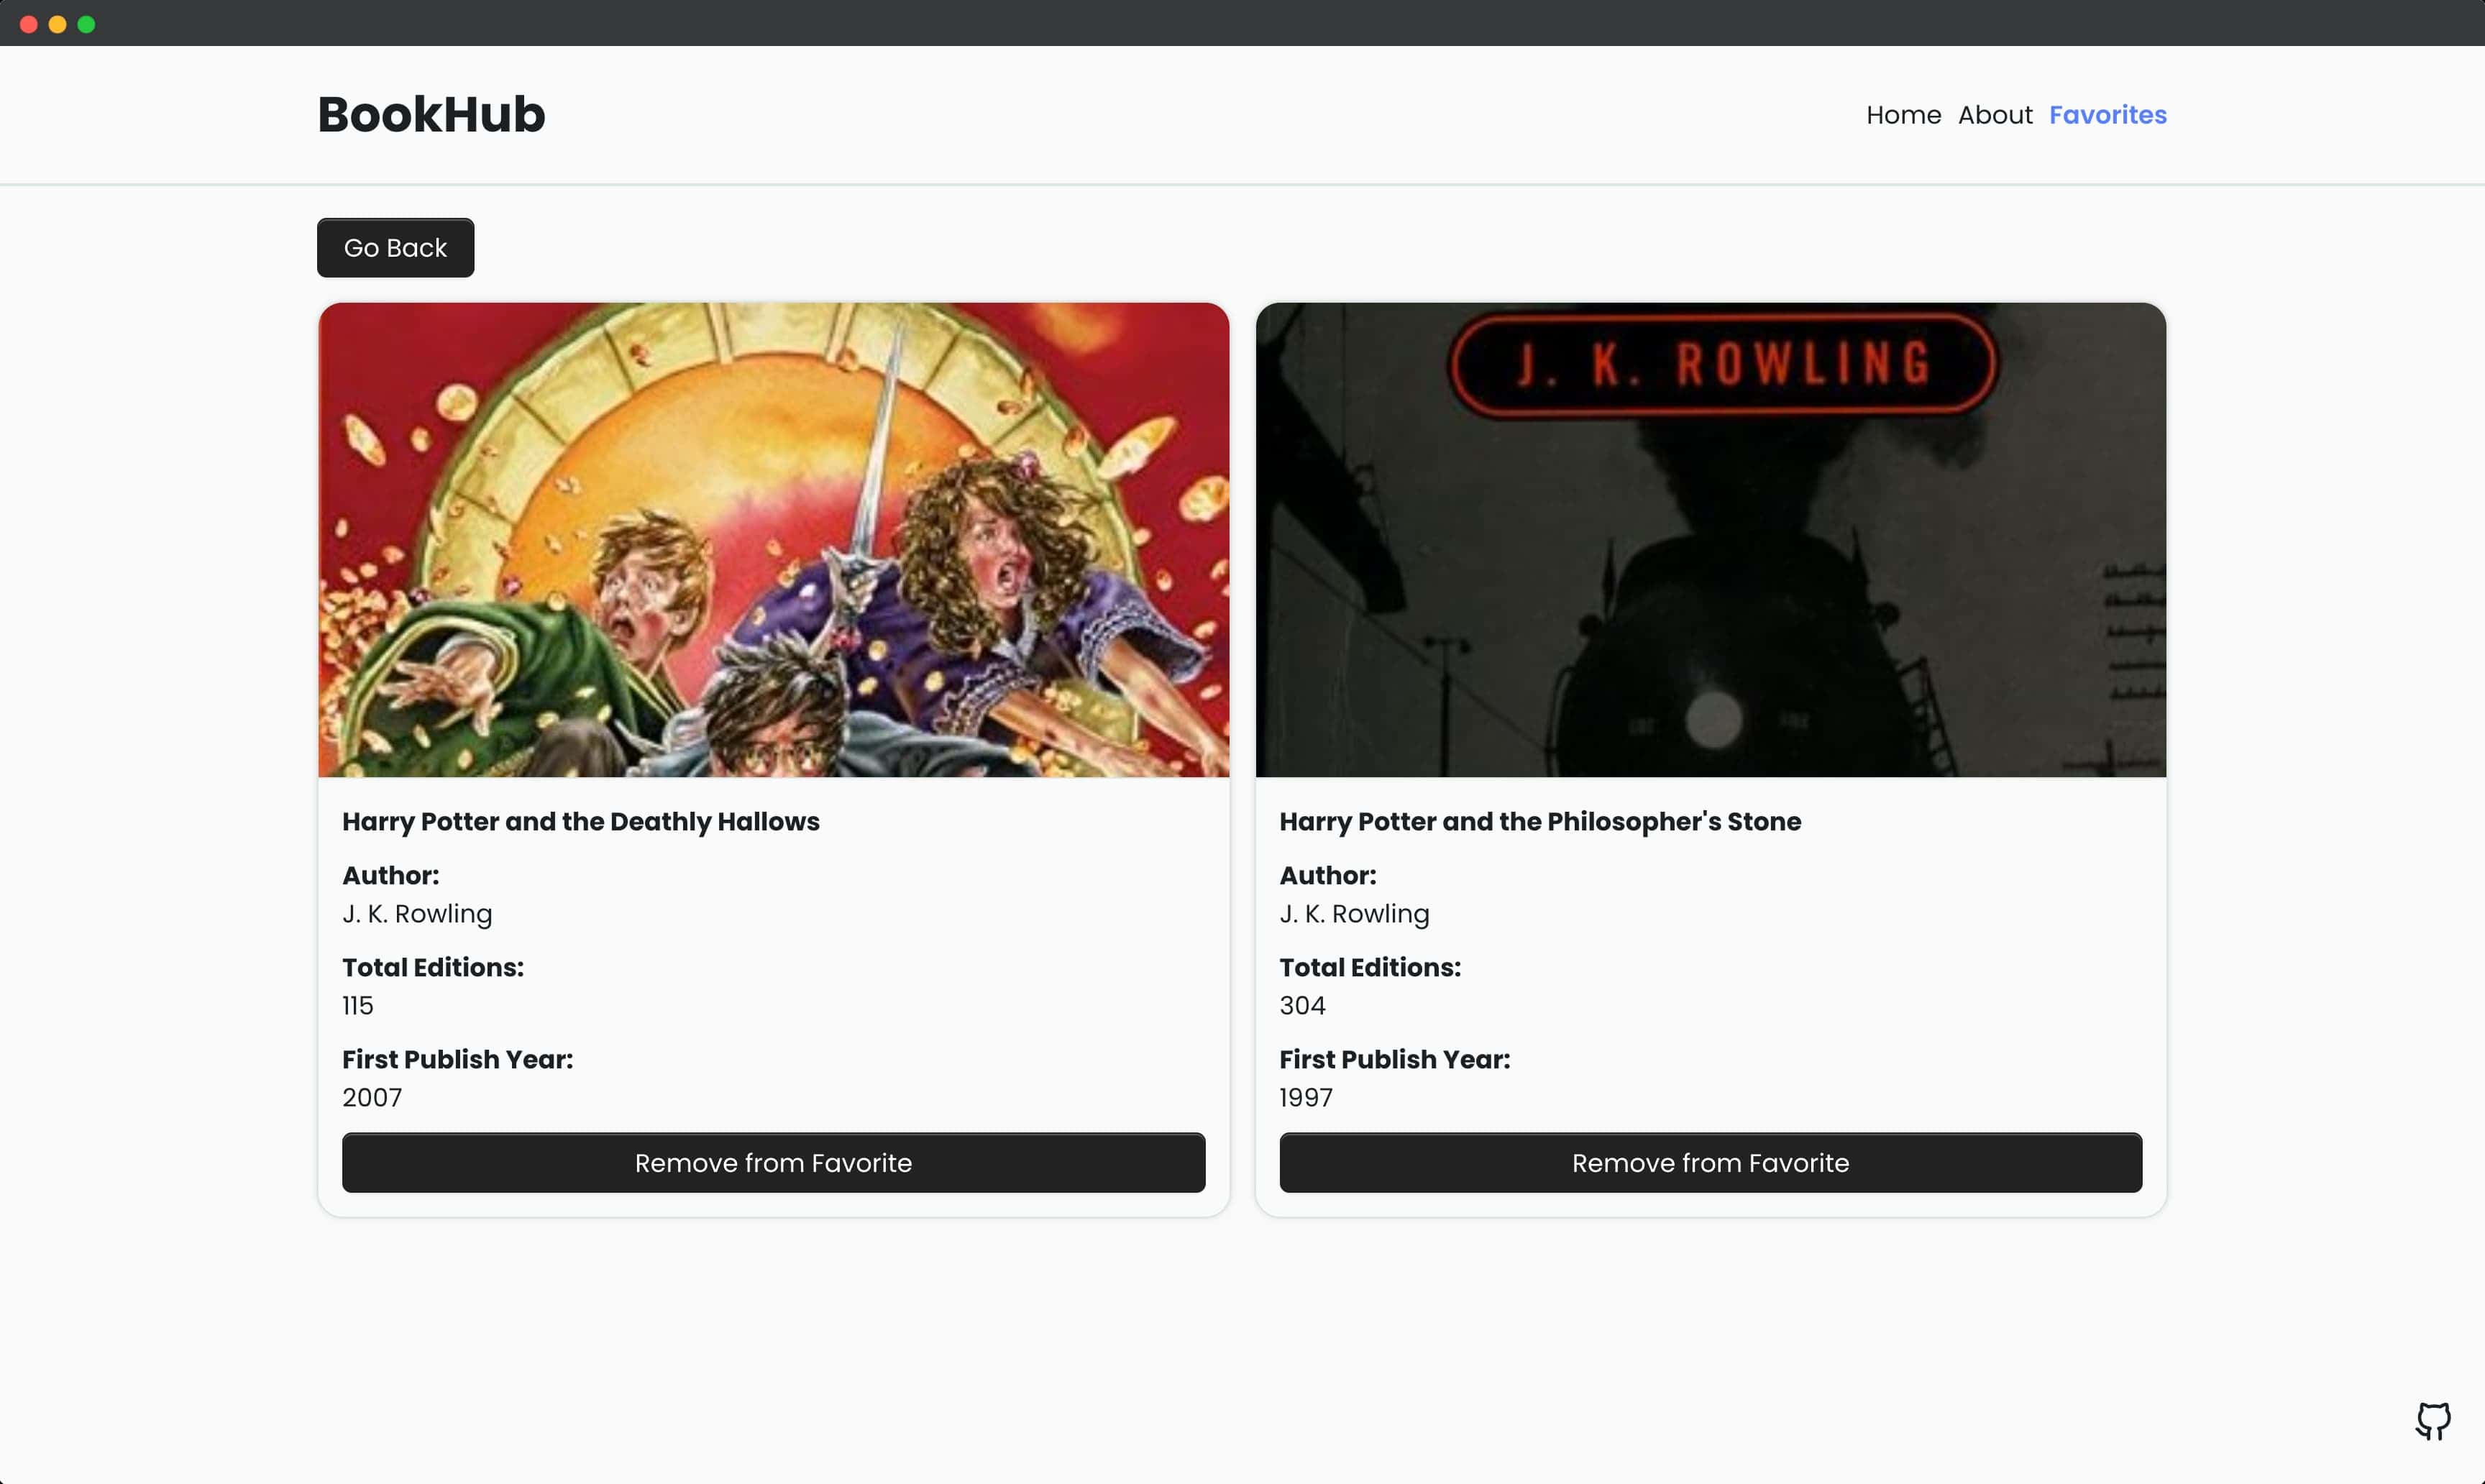 BookHub
Home About Favorites
Go Back
J. K. ROWLING
Harry Potter and the Deathly Hallows
Author:
J. K. Rowling
Total Editions:
115
First Publish Year:
2007
Remove from Favorite
Harry Potter and the Philosopher's Stone
Author:
J. K. Rowling
Total Editions:
304
First Publish Year:
1997
Remove from Favorite